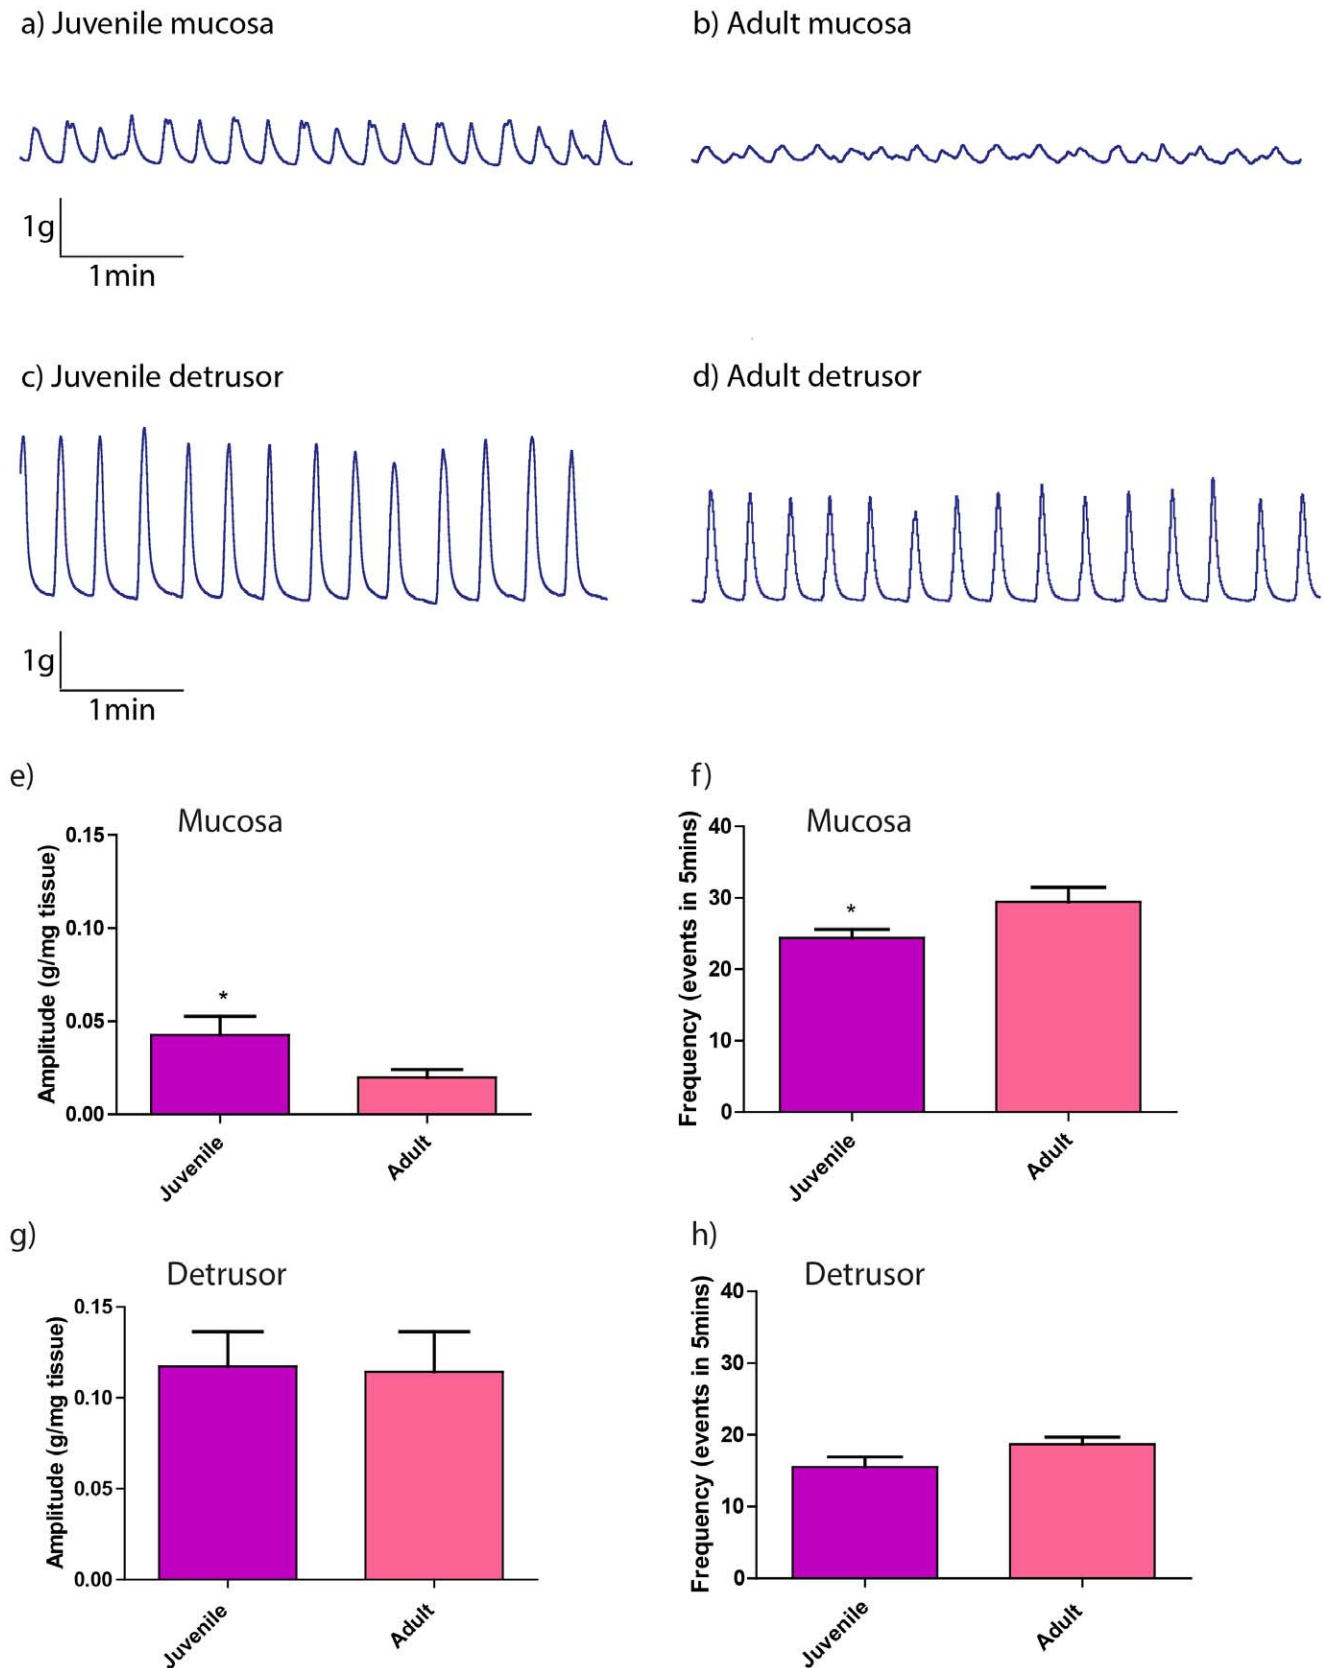 a) Juvenile mucosa
b) Adult mucosa
1g
1min
c) Juvenile detrusor
d) Adult detrusor
1g
1min
e)
Mucosa
Amplitude (g/mg tissue)
0.15
0.10
0.05
0.00
*
Juvenile
Adult
f)
Mucosa
Frequency (events in 5mins)
40
30
20
10
0
*
Juvenile
Adult
g)
Detrusor
Amplitude (g/mg tissue)
0.15
0.10
0.05
0.00
Juvenile
Adult
h)
Detrusor
Frequency (events in 5mins)
40
30
20
10
0
Juvenile
Adult